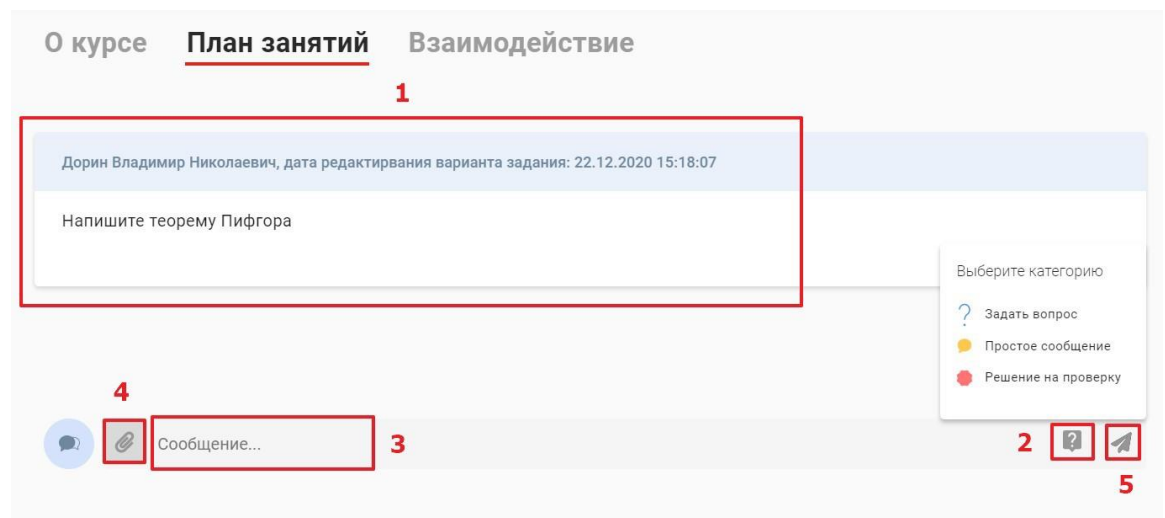 О курсе План занятий Взаимодействие
1
Дорин Владимир Николаевич, дата редактирвания варианта задания: 22.12.2020 15:18:07
Напишите теорему Пифгора
Выберите категорию
? Задать вопрос
Простое сообщение
Решение на проверку
4
Сообщение...
3
2
?
5